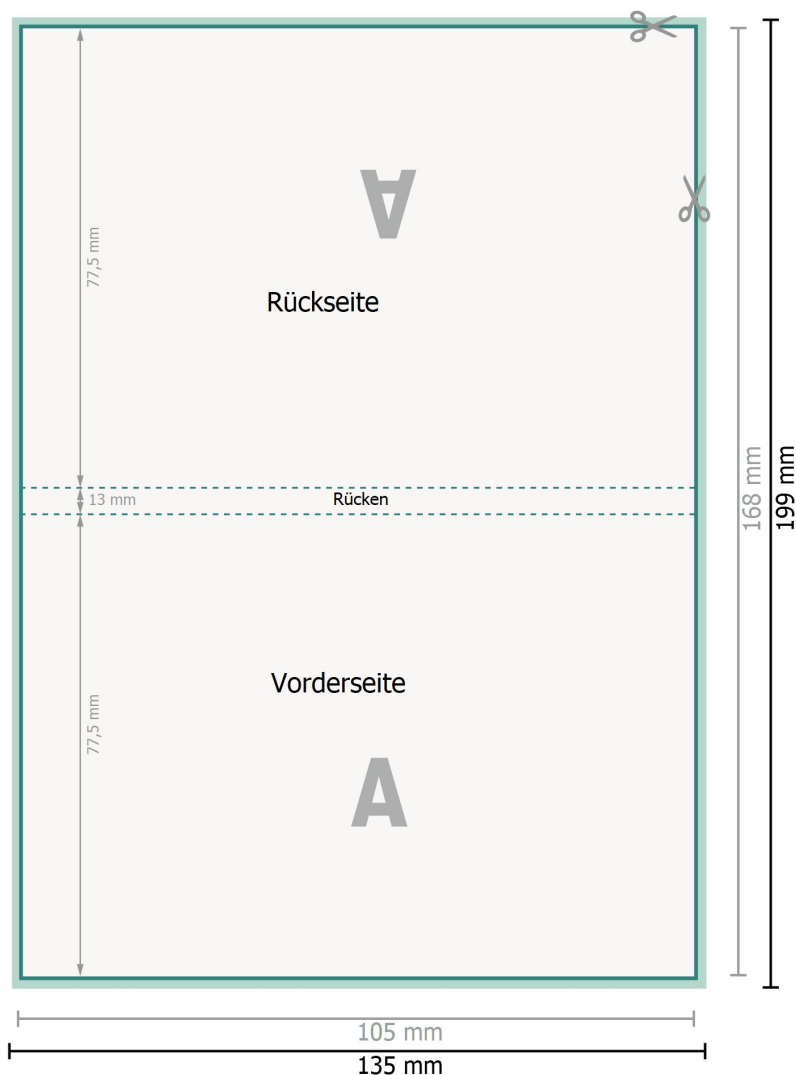 A
77,5 mm
Rückseite
13 mm
Rücken
168 mm
199 mm
Vorderseite
77,5 mm
A
105 mm
135 mm